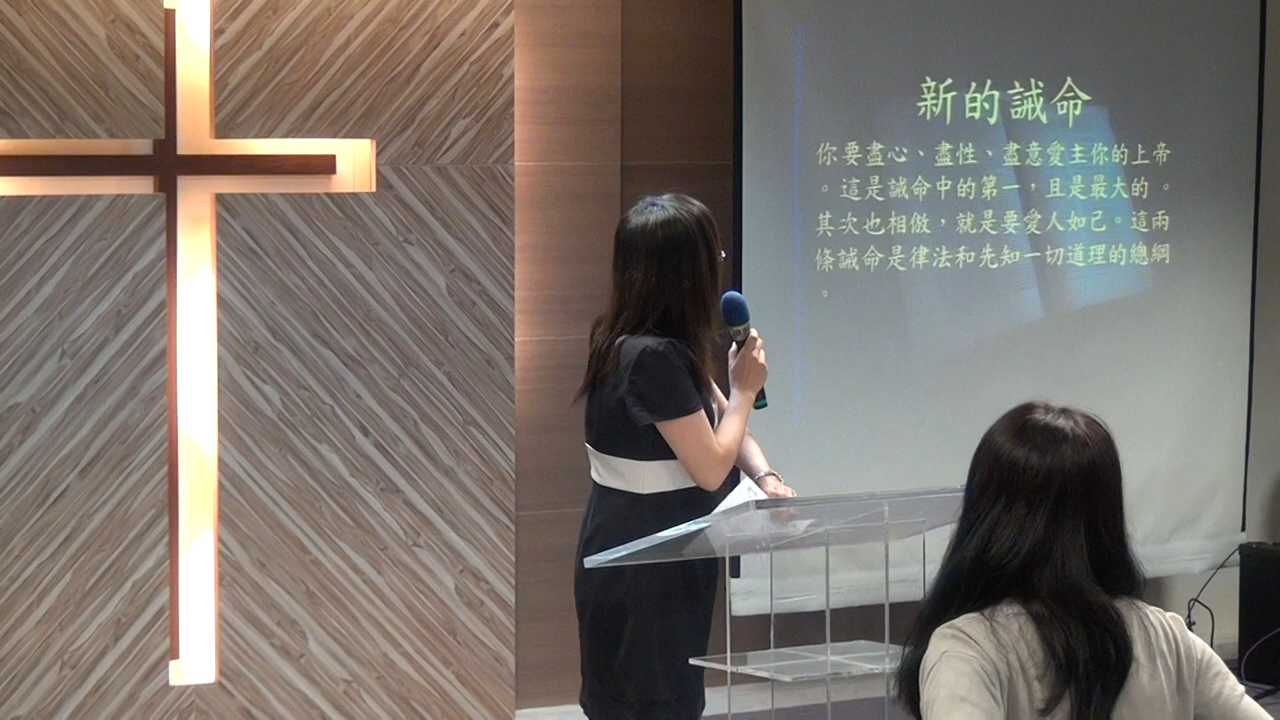 新的誡命
你要盡心、盡性、盡意愛主你的上帝
。這是誡命中的第一，且是最大的。
其次也相倣，就是要愛人如己。這兩
條誡命是律法和先知一切道理的總綱
。